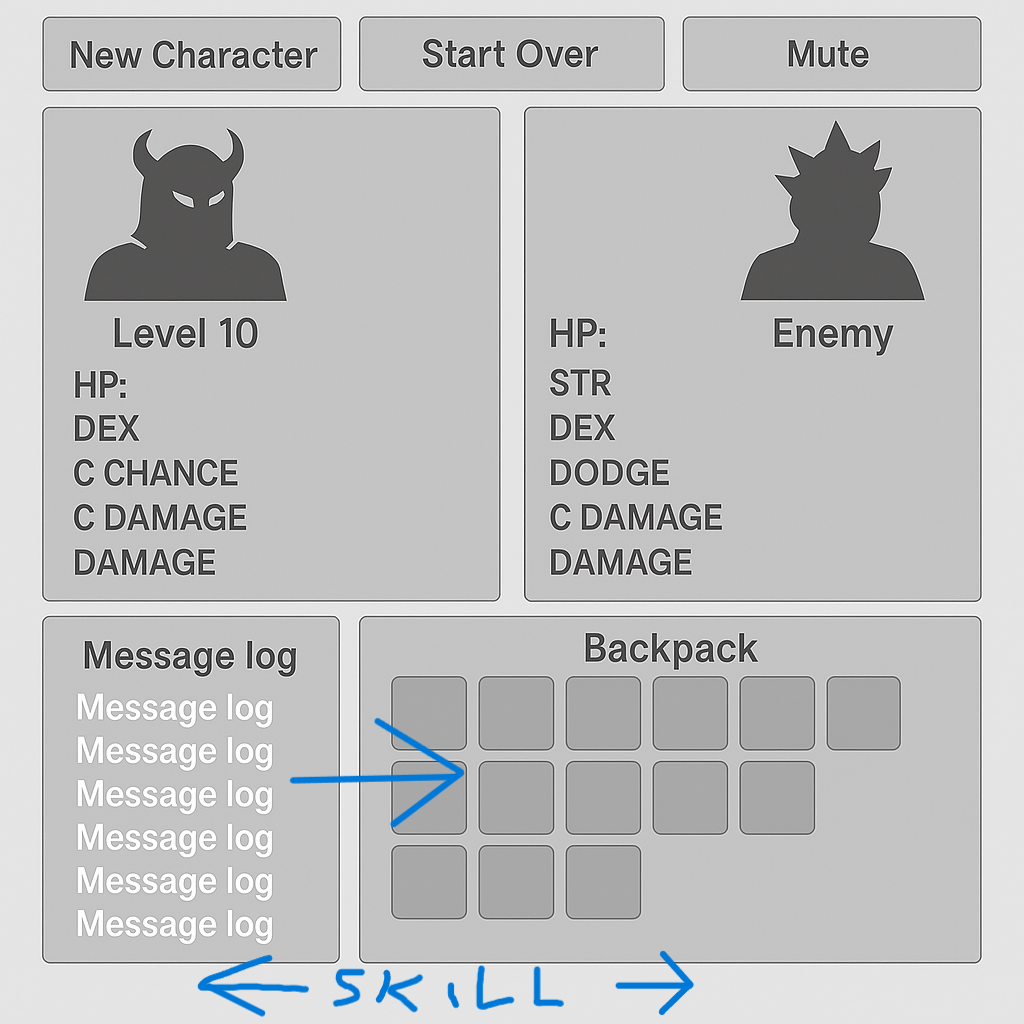 New Character
Start Over
Mute
Level 10
HP:
DEX
C CHANCE
C DAMAGE
DAMAGE
Enemy
HP:
STR
DEX
DODGE
C DAMAGE
DAMAGE
Message log
Message log
Message log
Message log
Message log
Message log
Message log
Backpack
SKILL